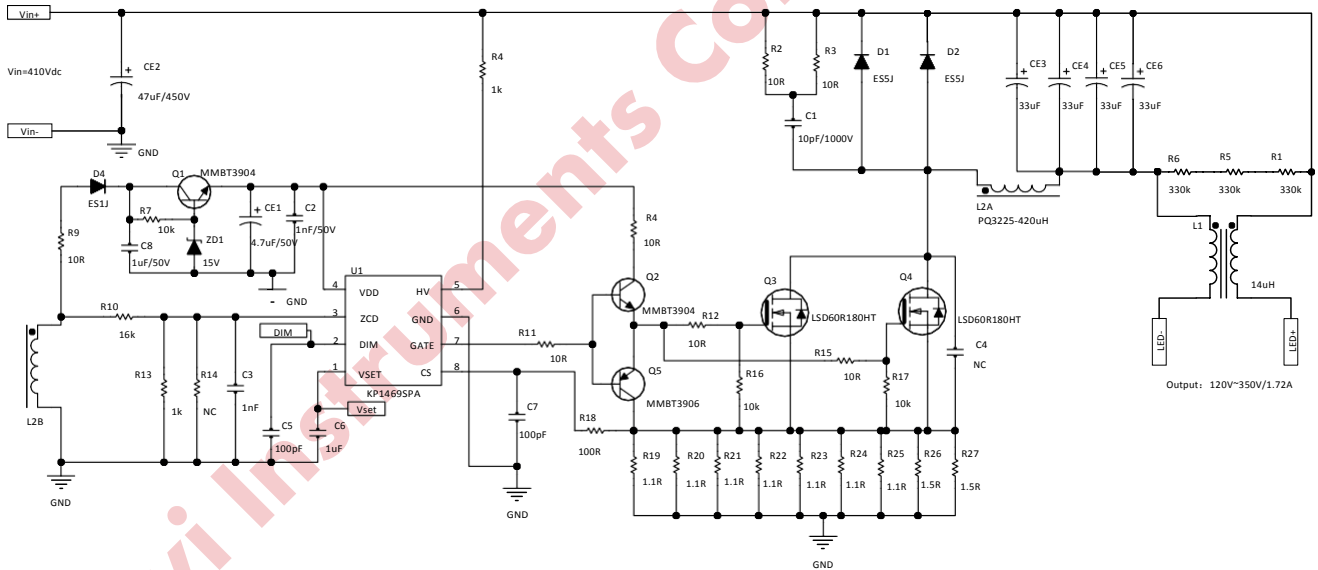 Vin+
Vin=410Vdc
CE2
47uF/450V
Vin-
GND
R4
1k
R2
10R
R3
10R
C1
10pF/1000V
D1
ES5J
D2
ES5J
CE3
33uF
CE4
33uF
CE5
33uF
CE6
33uF
R6
330k
R5
330k
R1
330k
L2A
PQ3225-420uH
L1
14uH
LED-
LED+
Output: 120V~350V/1.72A
D4
ES1J
Q1
MMBT3904
R7
10k
CE1
4.7uF/50V
C2
1nF/50V
R9
10R
C8
1uF/50V
ZD1
15V
GND
R4
10R
Q2
MMBT3904
U1
4
VDD
HV
5
3
ZCD
GND
6
2
DIM
GATE
7
1
VSET
CS
8
KP1469SPA
R10
16k
DIM
Vset
R13
1k
R14
NC
C3
1nF
C5
100pF
C6
1uF
L2B
GND
R11
10R
Q5
MMBT3906
R12
10R
R15
10R
Q3
LSD60R180HT
Q4
LSD60R180HT
C4
NC
R16
10k
R17
10k
C7
100pF
R18
100R
GND
R19
1.1R
R20
1.1R
R21
1.1R
R22
1.1R
R23
1.1R
R24
1.1R
R25
1.1R
R26
1.5R
R27
1.5R
GND
vi Instruments Co